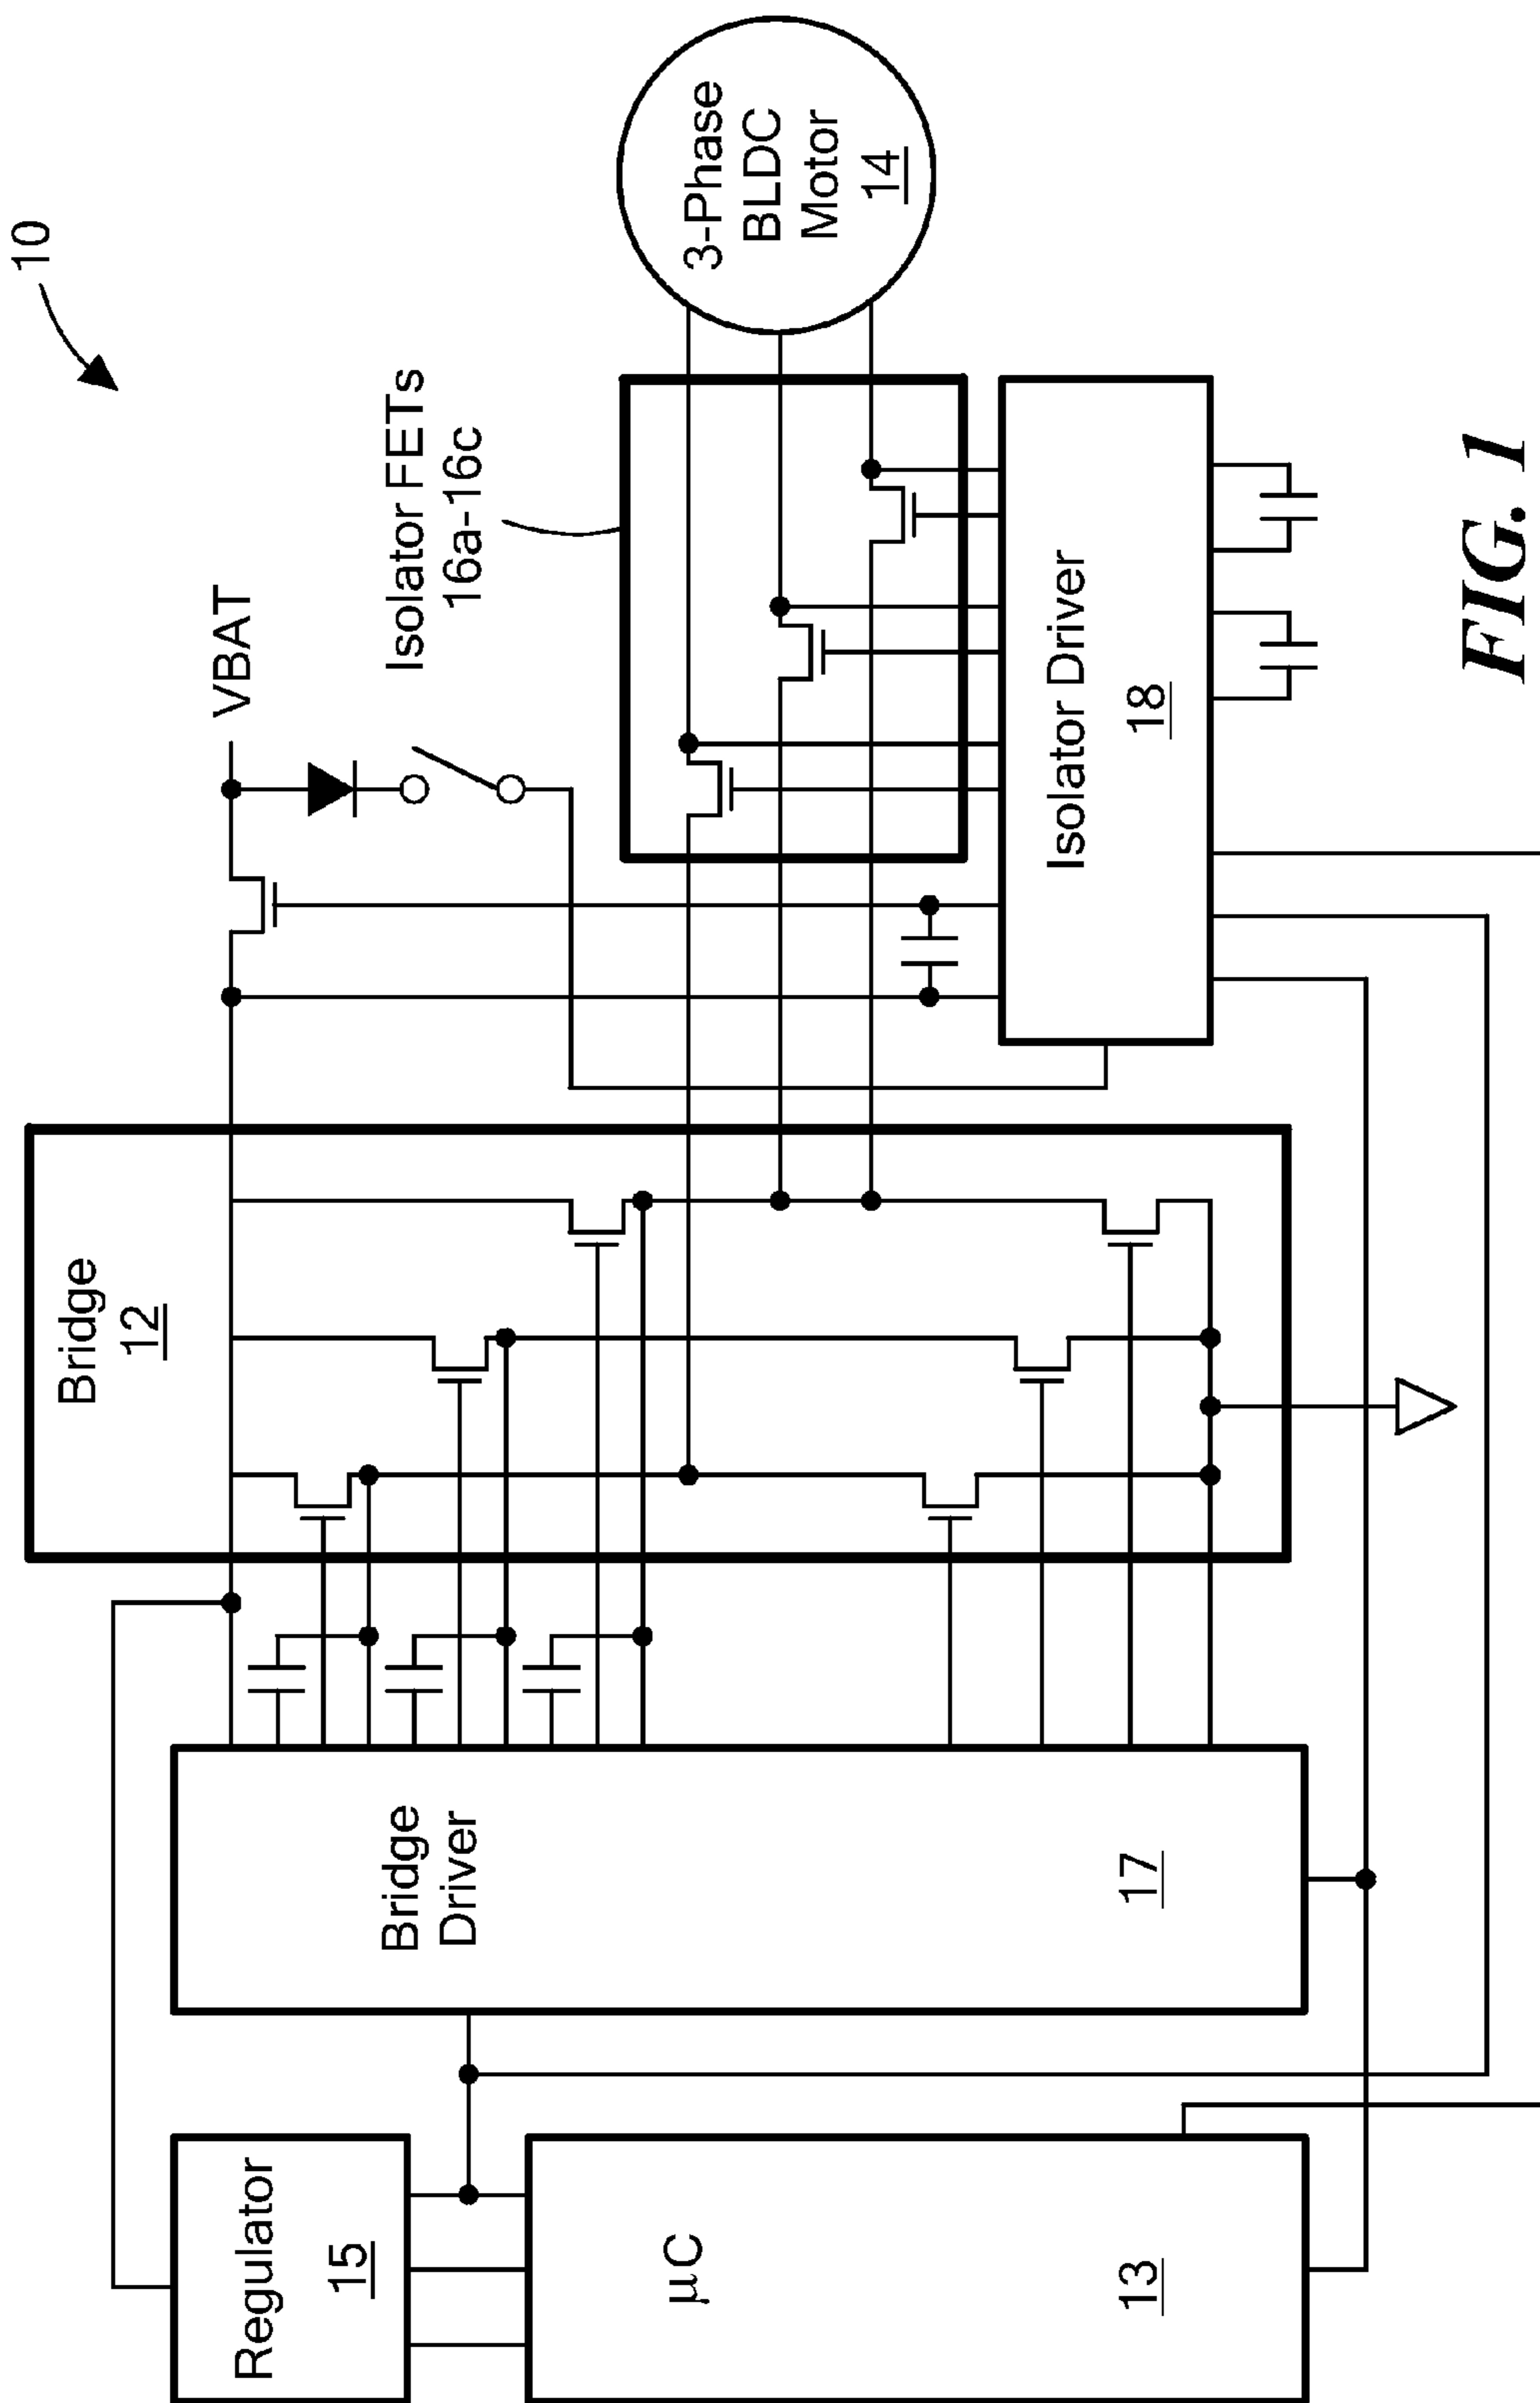 10
VBAT
Isolator FETs
16a-16c
3-Phase
BLDC
Motor
14
Bridge
12
Bridge
Driver
17
Isolator Driver
18
Regulator
15
μC
13
FIG. 1